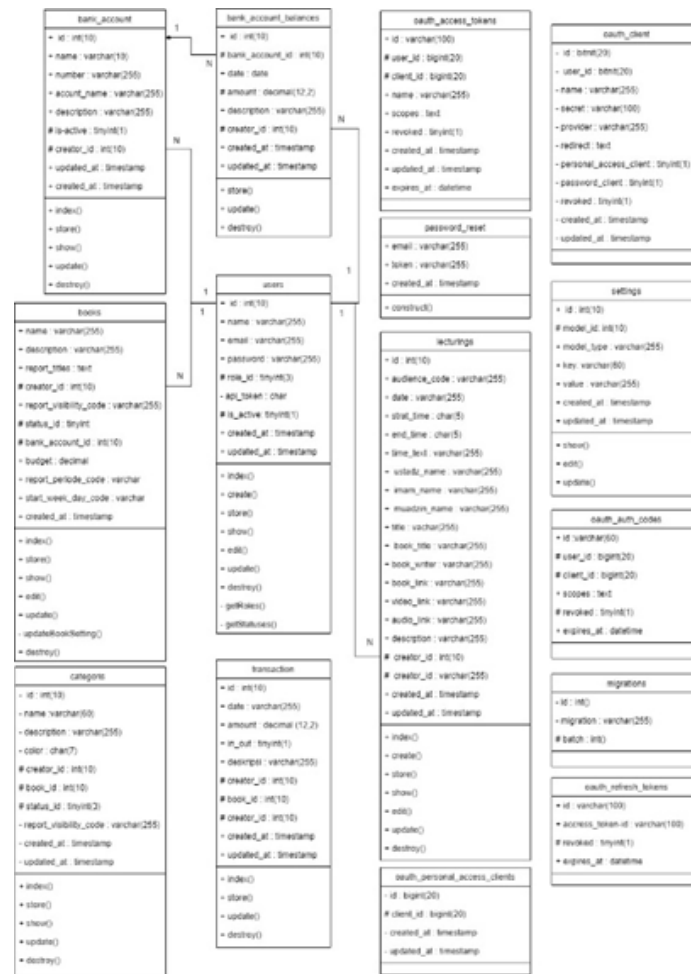 bank_account
+ id : int(10)
+ name : varchar(10)
+ number : varchar(255)
+ acount_name : varchar(255)
+ description : varchar(255)
# is-active : tinyint(1)
# creator_id : int(10)
+ updated_at : timestamp
+ created_at : timestamp
+ index()
+ store()
+ show()
+ update()
+ destroy()
1
N
N
bank_account_balances
+ id : int(10)
# bank_account_id : int(10)
+ date : date
# amount : decimal(12,2)
+ description : varchar(255)
# creator_id : int(10)
+ created_at : timestamp
+ updated_at : timestamp
+ store()
+ update()
+ destroy()
N
1
oauth_access_tokens
+ id : varchar(100)
# user_id : bigint(20)
# client_id : bigint(20)
+ name : varchar(255)
+ scopes : text
+ revoked : tinyint(1)
+ created_at : timestamp
+ updated_at : timestamp
+ expires_at : datetime
oauth_client
- id : bitnit(20)
- user_id : bitnit(20)
- name : varchar(255)
- secret : varchar(100)
- provider : varchar(255)
- redirect : text
- personal_access_client : tinyint(1)
- password_client : tinyint(1)
- revoked : tinyint(1)
- created_at : timestamp
- updated_at : timestamp
password_reset
+ email : varchar(255)
+ token : varchar(255)
+ created_at : timestamp
+ construct()
books
+ name : varchar(255)
+ description : varchar(255)
+ report_titles : text
# creator_id : int(10)
+ report_visibility_code : varchar(255)
# status_id : tinyint
# bank_account_id : int(10)
+ budget : decimal
+ report_periode_code : varchar
+ start_week_day_code : varchar
+ created_at : timestamp
+ index()
+ store()
+ show()
+ edit()
+ update()
- updateBookSetting()
+ destroy()
1
1
N
users
+ id : int(10)
+ name : varchar(255)
+ email : varchar(255)
+ password : varchar(255)
# role_id : tinyint(3)
- api_token : char
# is_active : tinyint(1)
+ created_at : timestamp
+ updated_at : timestamp
+ index()
+ create()
+ store()
+ show()
+ edit()
+ update()
+ destroy()
- getRoles()
- getStatuses()
1
N
lecturings
+ id : int(10)
+ audience_code : varchar(255)
+ date : varchar(255)
+ strat_time : char(5)
+ end_time : char(5)
+ time_text : varchar(255)
+ ustadz_name : varchar(255)
+ imam_name : varchar(255)
+ muadzin_name : varchar(255)
+ title : vachar(255)
+ book_title : varchar(255)
+ book_writer : varchar(255)
+ book_link : varchar(255)
+ video_link : varchar(255)
+ audio_link : varchar(255)
+ description : varchar(255)
# creator_id : int(10)
# creator_id : varchar(255)
+ created_at : timestamp
+ updated_at : timestamp
+ index()
+ create()
+ store()
+ show()
+ edit()
+ update()
+ destroy()
settings
+ id : int(10)
# model_id : int(10)
+ model_type : varchar(255)
+ key : varchar(60)
+ value : varchar(255)
+ created_at : timestamp
+ updated_at : timestamp
+ show()
+ edit()
+ update()
oauth_auth_codes
+ id :varchar(60)
# user_id : bigint(20)
# client_id : bigint(20)
+ scopes : text
# revoked : tinyint(1)
+ expires_at : datetime
categoris
- id : int(10)
- name :varchar(60)
- description : varchar(255)
- color : char(7)
# creator_id : int(10)
# book_id : int(10)
# status_id : tinyint(3)
- report_visibility_code : varchar(255)
- created_at : timestamp
- updated_at : timestamp
+ index()
+ store()
+ show()
+ update()
+ destroy()
transaction
+ id : int(10)
+ date : varchar(255)
+ amount : decimal (12,2)
+ in_out : tinyint(1)
+ deskripsi : varchar(255)
# creator_id : int(10)
# book_id : int(10)
# creator_id : int(10)
+ created_at : timestamp
+ updated_at : timestamp
+ index()
+ store()
+ update()
+ destroy()
migrations
- id : int()
- migration : varchar(255)
# batch : int()
oauth_refresh_tokens
+ id : varchar(100)
+ accress_token-id : varchar(100)
# revoked : tinyint(1)
+ expires_at : datetime
oauth_personal_access_clients
- id : bigint(20)
# client_id : bigint(20)
- created_at : timestamp
- updated_at : timestamp